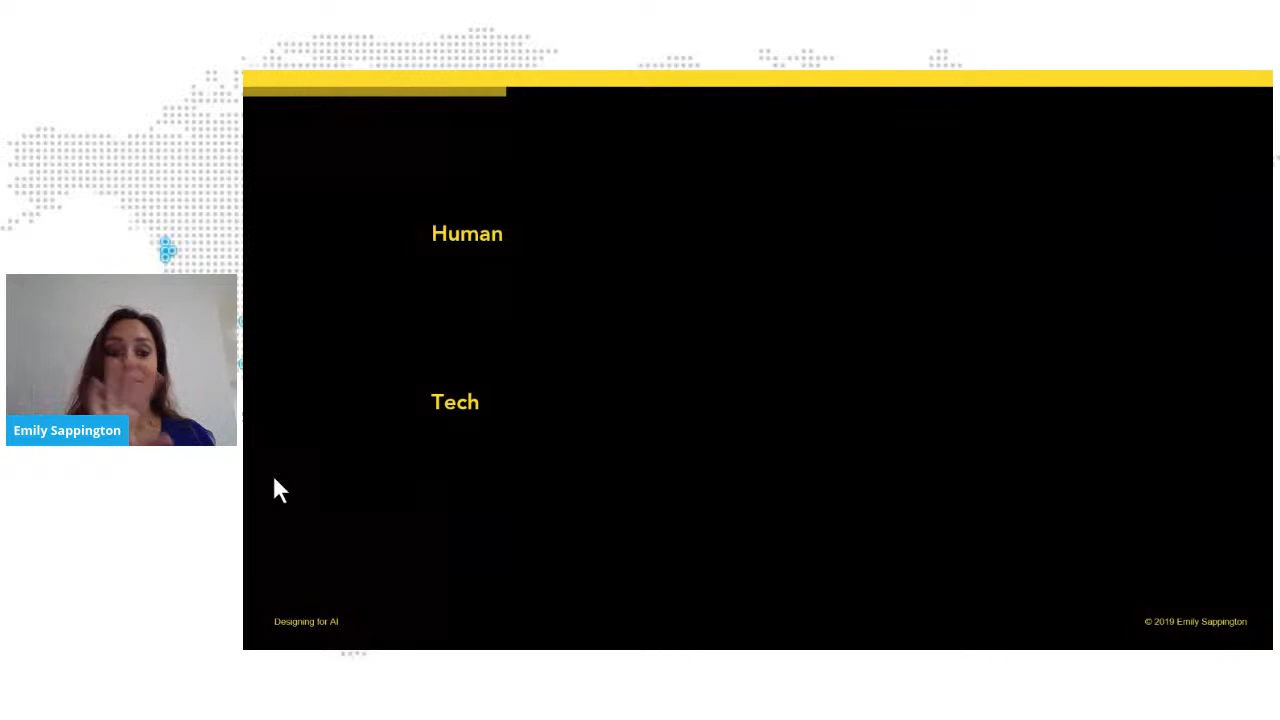 Human
Tech
Emily Sappington
Designing for AI
© 2019 Emily Sappington